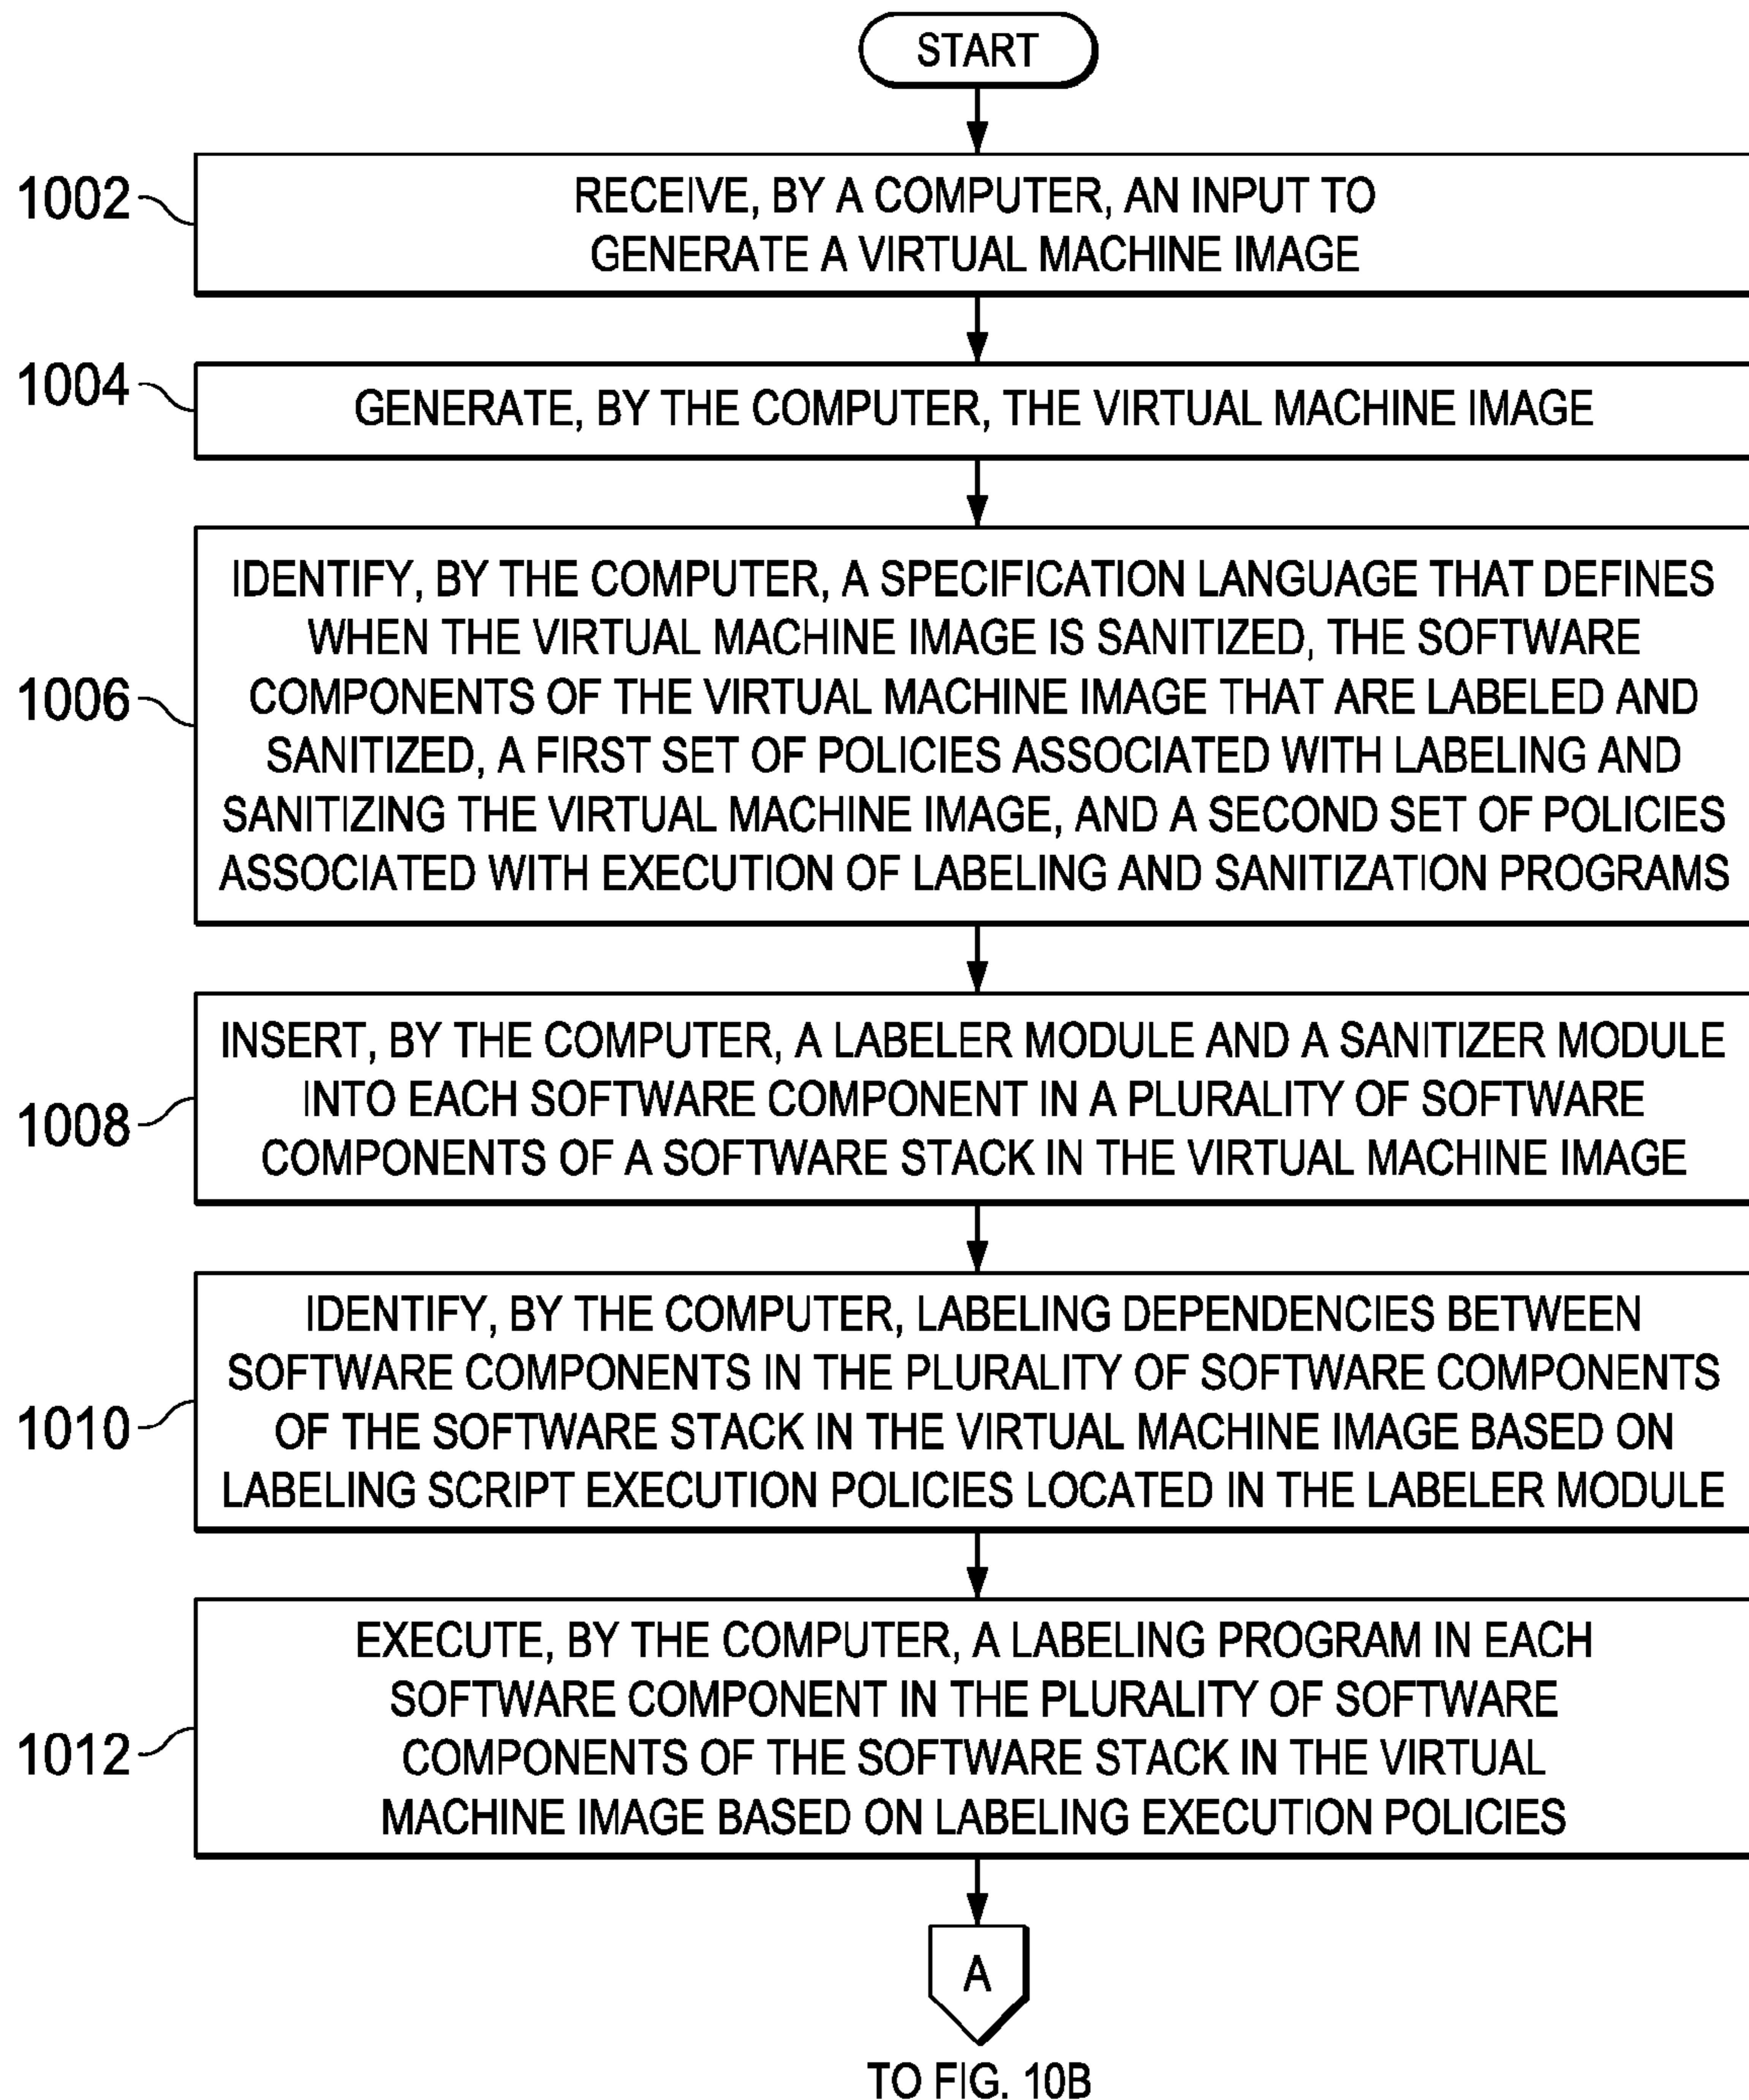 START
1002
RECEIVE, BY A COMPUTER, AN INPUT TO
GENERATE A VIRTUAL MACHINE IMAGE
1004
GENERATE, BY THE COMPUTER, THE VIRTUAL MACHINE IMAGE
1006
IDENTIFY, BY THE COMPUTER, A SPECIFICATION LANGUAGE THAT DEFINES
WHEN THE VIRTUAL MACHINE IMAGE IS SANITIZED, THE SOFTWARE
COMPONENTS OF THE VIRTUAL MACHINE IMAGE THAT ARE LABELED AND
SANITIZED, A FIRST SET OF POLICIES ASSOCIATED WITH LABELING AND
SANITIZING THE VIRTUAL MACHINE IMAGE, AND A SECOND SET OF POLICIES
ASSOCIATED WITH EXECUTION OF LABELING AND SANITIZATION PROGRAMS
1008
INSERT, BY THE COMPUTER, A LABELER MODULE AND A SANITIZER MODULE
INTO EACH SOFTWARE COMPONENT IN A PLURALITY OF SOFTWARE
COMPONENTS OF A SOFTWARE STACK IN THE VIRTUAL MACHINE IMAGE
1010
IDENTIFY, BY THE COMPUTER, LABELING DEPENDENCIES BETWEEN
SOFTWARE COMPONENTS IN THE PLURALITY OF SOFTWARE COMPONENTS
OF THE SOFTWARE STACK IN THE VIRTUAL MACHINE IMAGE BASED ON
LABELING SCRIPT EXECUTION POLICIES LOCATED IN THE LABELER MODULE
1012
EXECUTE, BY THE COMPUTER, A LABELING PROGRAM IN EACH
SOFTWARE COMPONENT IN THE PLURALITY OF SOFTWARE
COMPONENTS OF THE SOFTWARE STACK IN THE VIRTUAL
MACHINE IMAGE BASED ON LABELING EXECUTION POLICIES
A
TO FIG. 10B